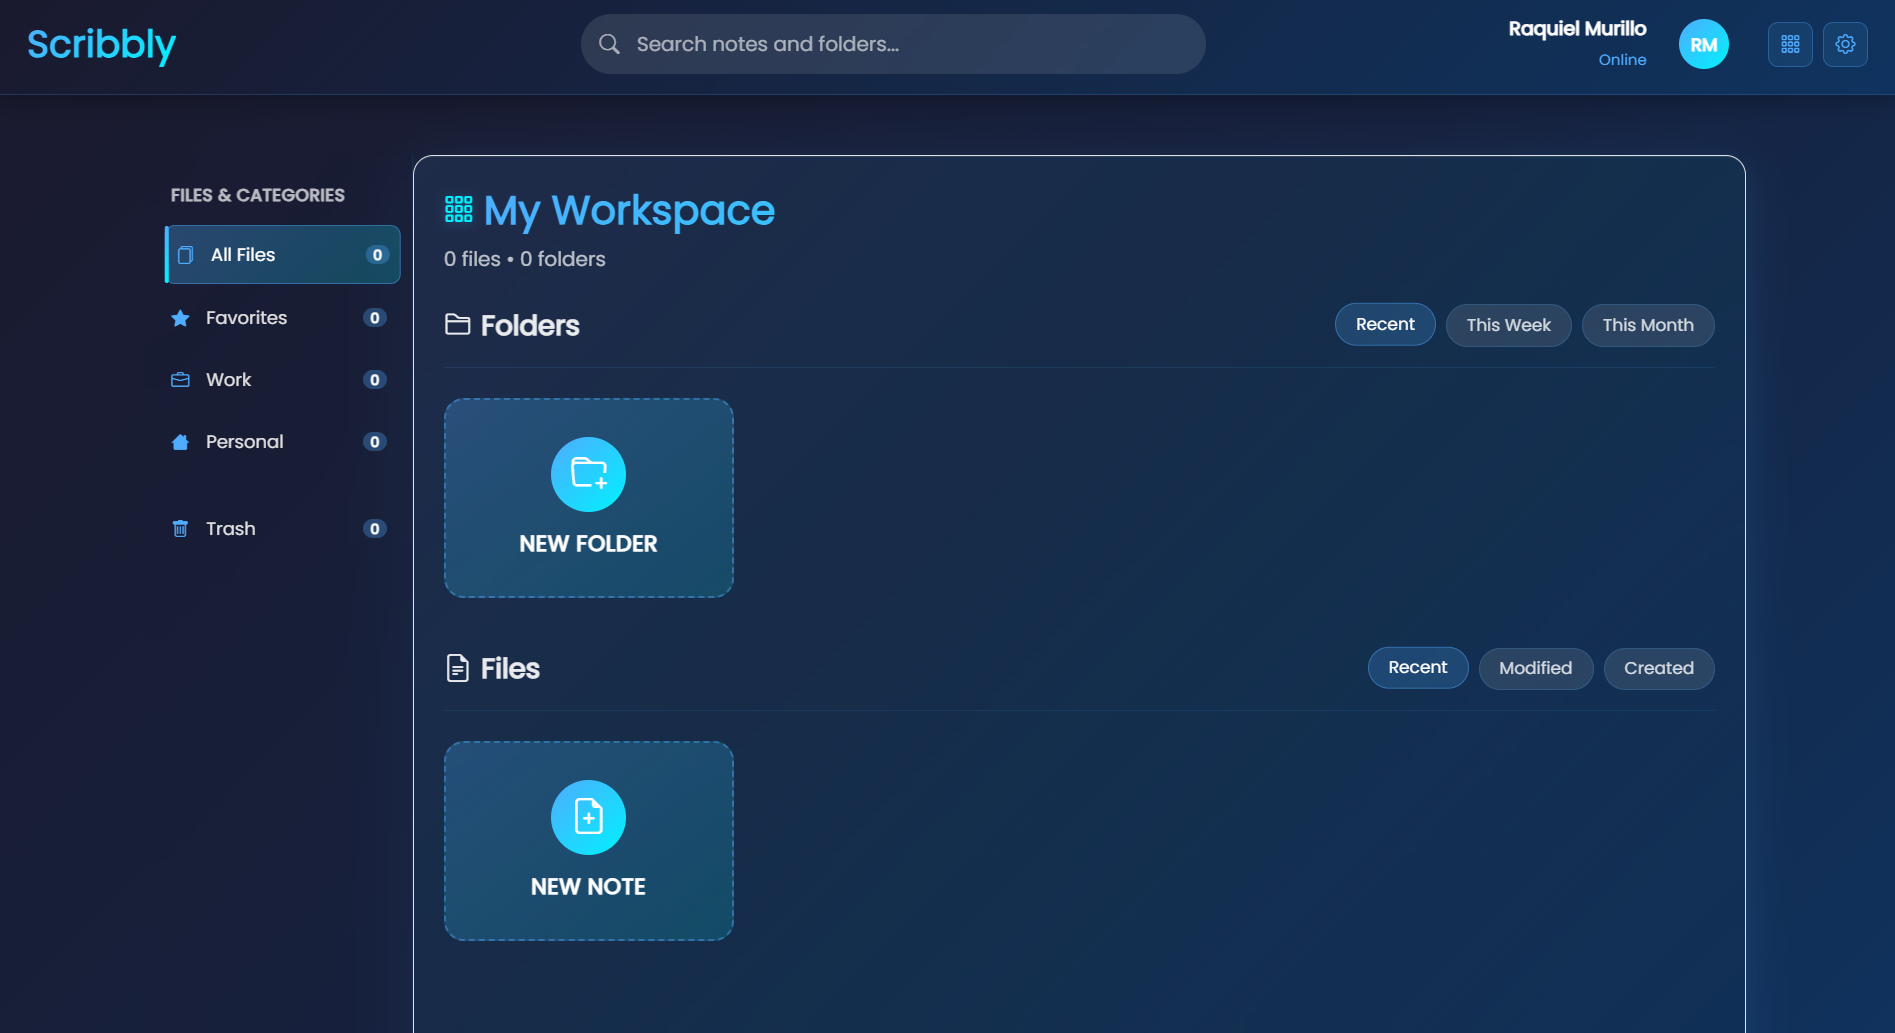 Scribbly
Search notes and folders...
Raquiel Murillo
Online
RM
FILES & CATEGORIES
All Files 0
Favorites 0
Work 0
Personal 0
Trash 0
My Workspace
0 files • 0 folders
Folders
Recent This Week This Month
NEW FOLDER
Files
Recent Modified Created
NEW NOTE